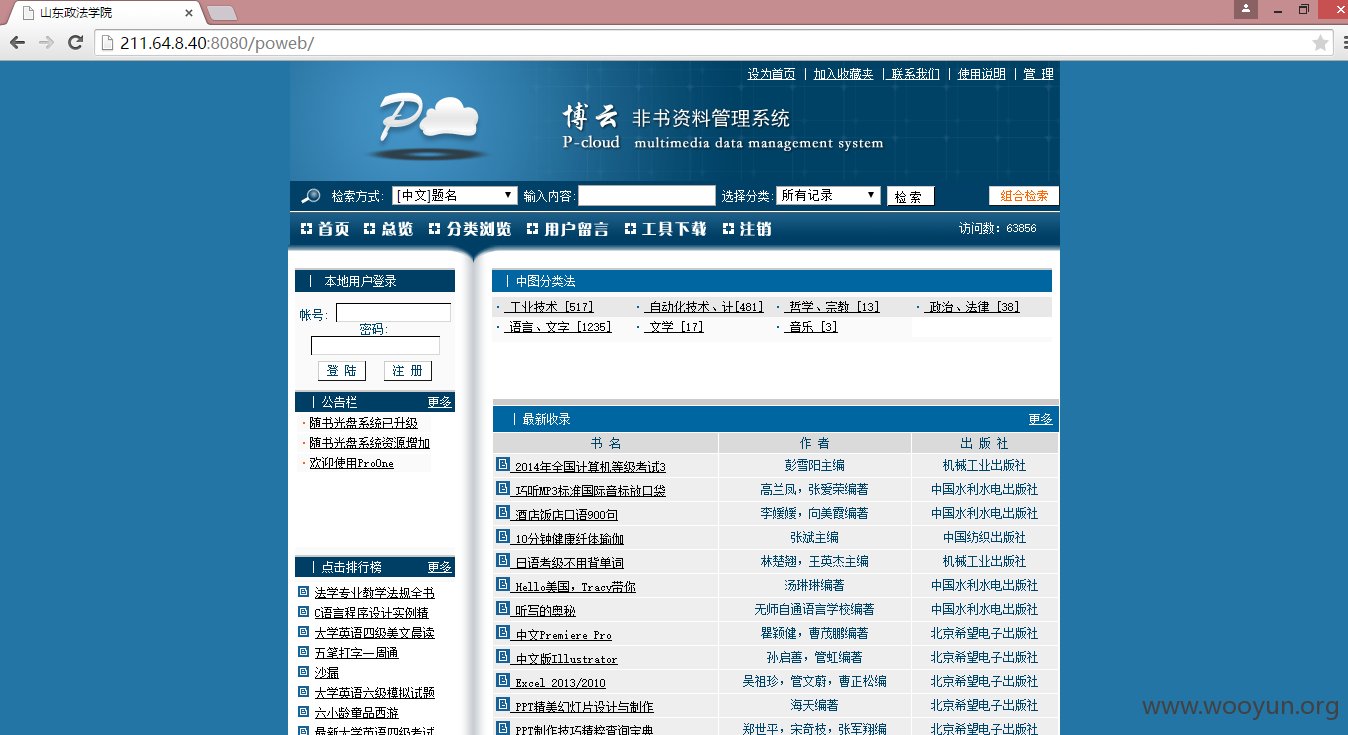 山东政法学院
211.64.8.40:8080/poweb/
设为首页 | 加入收藏夹 | 联系我们 | 使用说明 | 管 理
P
博云 非书资料管理系统
P-cloud multimedia data management system
检索方式: [中文]题名 输入内容: 选择分类: 所有记录 检 索 组合检索
首页 总览 分类浏览 用户留言 工具下载 注销 访问数: 63856
| 本地用户登录
帐号:
密码:
登 陆 注 册
| 公告栏 更多
· 随书光盘系统已升级
· 随书光盘系统资源增加
· 欢迎使用ProOne
| 点击排行榜 更多
法学专业教学法规全书
C语言程序设计实例精
大学英语四级美文晨读
五笔打字一周通
沙漏
大学英语六级模拟试题
六小龄童品西游
最新大学英语四级考试
| 中图分类法
· 工业技术 [517] · 自动化技术、计[481] · 哲学、宗教 [13] · 政治、法律 [38]
· 语言、文字 [1235] · 文学 [17] · 音乐 [3]
| 最新收录 更多
书 名 作 者 出 版 社
2014年全国计算机等级考试3 彭雪阳主编 机械工业出版社
巧听MP3标准国际音标放口袋 高兰凤，张爱荣编著 中国水利水电出版社
酒店饭店口语900句 李媛媛，向美霞编著 中国水利水电出版社
10分钟健康纤体瑜伽 张斌主编 中国纺织出版社
日语考级不用背单词 林楚翘，王英杰主编 机械工业出版社
Hello美国，Tracy带你 汤琳琳编著 中国水利水电出版社
听写的奥秘 无师自通语言学校编著 中国水利水电出版社
中文Premiere Pro 瞿颖健，曹茂鹏编著 北京希望电子出版社
中文版Illustrator 孙启善，管虹编著 北京希望电子出版社
Excel 2013/2010 吴祖珍，管文蔚，曹正松编 北京希望电子出版社
PPT精美幻灯片设计与制作 海天编著 北京希望电子出版社
PPT制作技巧精粹查询宝典 郑世平，宋奇枝，张军翔编 北京希望电子出版社
www.wooyun.org